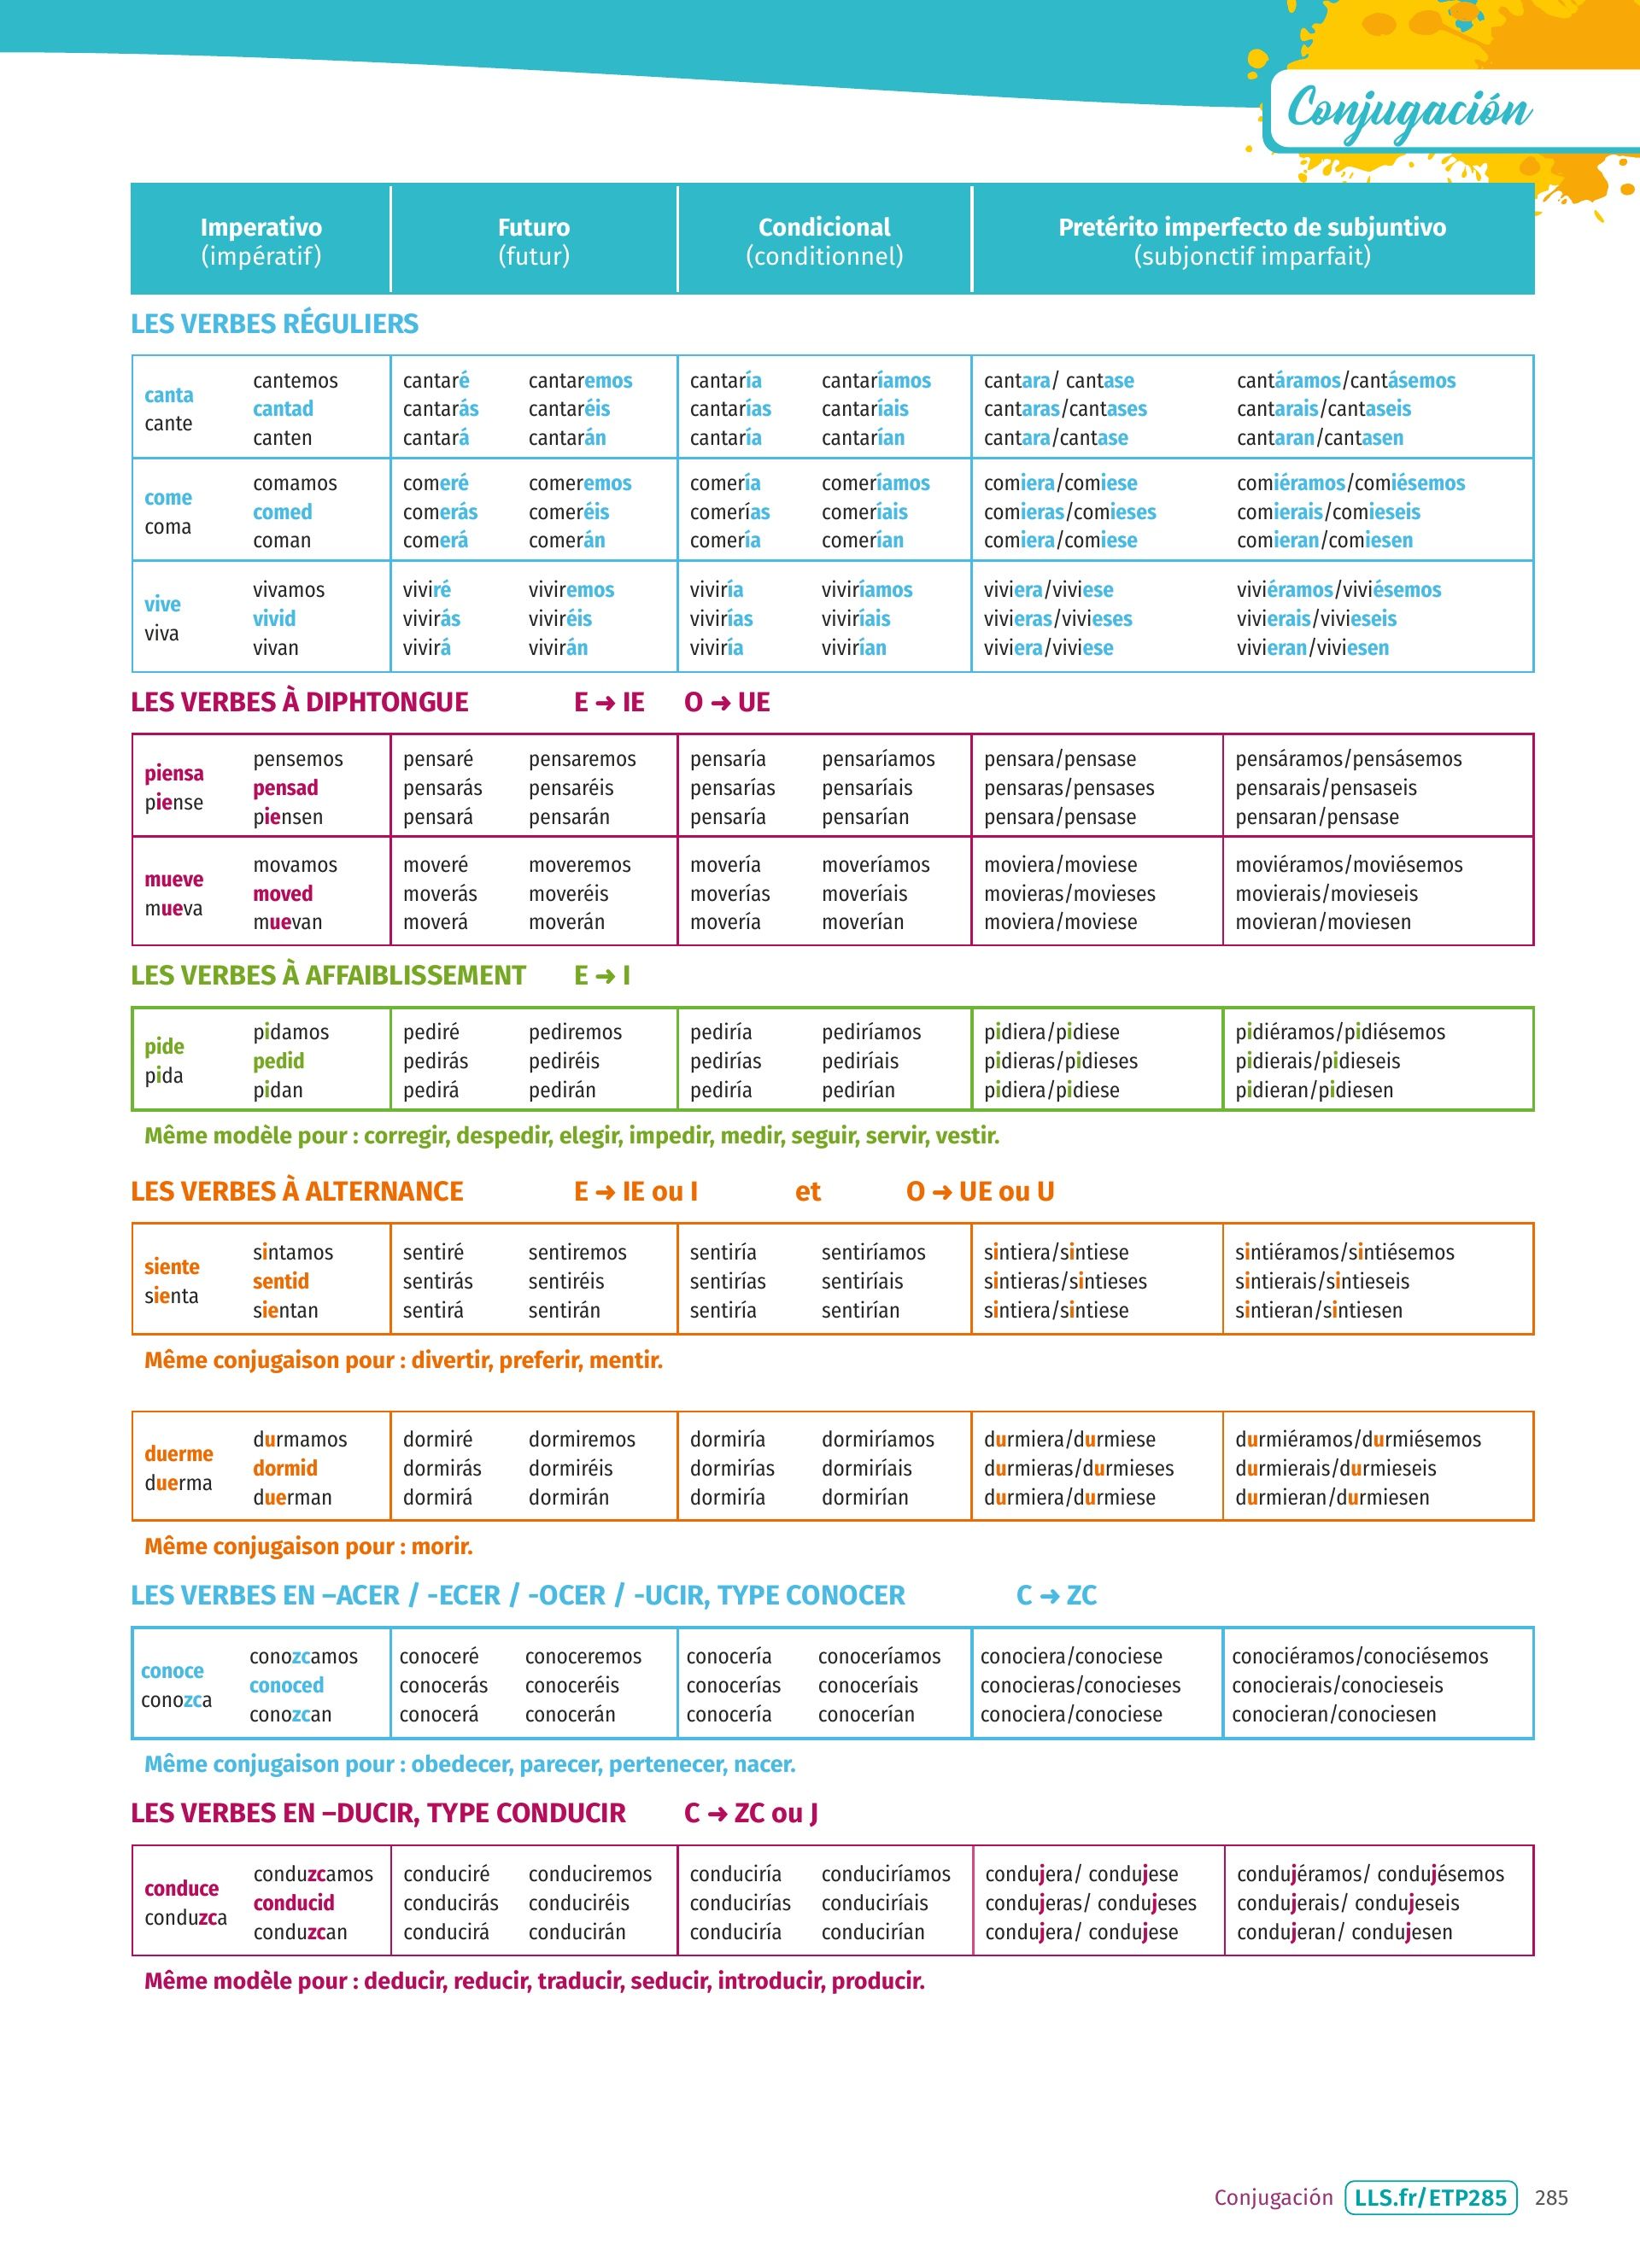 Conjugación
Imperativo Futuro Condicional Pretérito imperfecto de subjuntivo
(impératif) (futur) (conditionnel) (subjonctif imparfait)
LES VERBES RÉGULIERS
canta
cante
cantemos
cantad
canten
cantaré cantaremos cantaría cantaríamos cantara/ cantase cantáramos/cantásemos
cantarás cantaréis cantarías cantaríais cantaras/cantases cantarais/cantaseis
cantará cantarán cantaría cantarían cantara/cantase cantaran/cantasen
come
coma
comamos
comed
coman
comeré comeremos comería comeríamos comiera/comiese comiéramos/comiésemos
comerás comeréis comerías comeríais comieras/comieses comierais/comieseis
comerá comerán comería comerían comiera/comiese comieran/comiesen
vive
viva
vivamos
vivid
vivan
viviré viviremos viviría viviríamos viviera/viviese viviéramos/viviésemos
vivirás viviréis vivirías viviríais vivieras/vivieses vivierais/vivieseis
vivirá vivirán viviría vivirían viviera/viviese vivieran/viviesen
LES VERBES À DIPHTONGUE E → IE O → UE
piensa
piense
pensemos
pensad
piensen
pensaré pensaremos pensaría pensaríamos pensara/pensase pensáramos/pensásemos
pensarás pensaréis pensarías pensaríais pensaras/pensases pensarais/pensaseis
pensará pensarán pensaría pensarían pensara/pensase pensaran/pensase
mueve
mueva
movamos
moved
muevan
moveré moveremos movería moveríamos moviera/moviese moviéramos/moviésemos
moverás moveréis moverías moveríais movieras/movieses movierais/movieseis
moverá moverán movería moverían moviera/moviese movieran/moviesen
LES VERBES À AFFAIBLISSEMENT E → I
pide
pida
pidamos
pedid
pidan
pediré pediremos pediría pediríamos pidiera/pidiese pidiéramos/pidiésemos
pedirás pediréis pedirías pediríais pidieras/pidieses pidierais/pidieseis
pedirá pedirán pediría pedirían pidiera/pidiese pidieran/pidiesen
Même modèle pour : corregir, despedir, elegir, impedir, medir, seguir, servir, vestir.
LES VERBES À ALTERNANCE E → IE ou I et O → UE ou U
siente
sienta
sintamos
sentid
sientan
sentiré sentiremos sentiría sentiríamos sintiera/sintiese sintiéramos/sintiésemos
sentirás sentiréis sentirías sentiríais sintieras/sintieses sintierais/sintieseis
sentirá sentirán sentiría sentirían sintiera/sintiese sintieran/sintiesen
Même conjugaison pour : divertir, preferir, mentir.
duerme
duerma
durmamos
dormid
duerman
dormiré dormiremos dormiría dormiríamos durmiera/durmiese durmiéramos/durmiésemos
dormirás dormiréis dormirías dormiríais durmieras/durmieses durmierais/durmieseis
dormirá dormirán dormiría dormirían durmiera/durmiese durmieran/durmiesen
Même conjugaison pour : morir.
LES VERBES EN –ACER / -ECER / -OCER / -UCIR, TYPE CONOCER C → ZC
conoce
conozca
conozcamos
conoced
conozcan
conoceré conoceremos conocería conoceríamos conociera/conociese conociéramos/conociésemos
conocerás conoceréis conocerías conoceríais conocieras/conocieses conocierais/conocieseis
conocerá conocerán conocería conocerían conociera/conociese conocieran/conociesen
Même conjugaison pour : obedecer, parecer, pertenecer, nacer.
LES VERBES EN –DUCIR, TYPE CONDUCIR C → ZC ou J
conduce
conduzca
conduzcamos
conducid
conduzcan
conduciré conduciremos conduciría conduciríamos condujera/ condujese condujéramos/ condujésemos
conducirás conduciréis conducirías conduciríais condujeras/ condujeses condujerais/ condujeseis
conducirá conducirán conduciría conducirían condujera/ condujese condujeran/ condujesen
Même modèle pour : deducir, reducir, traducir, seducir, introducir, producir.
Conjugación LLS.fr/ETP285 285